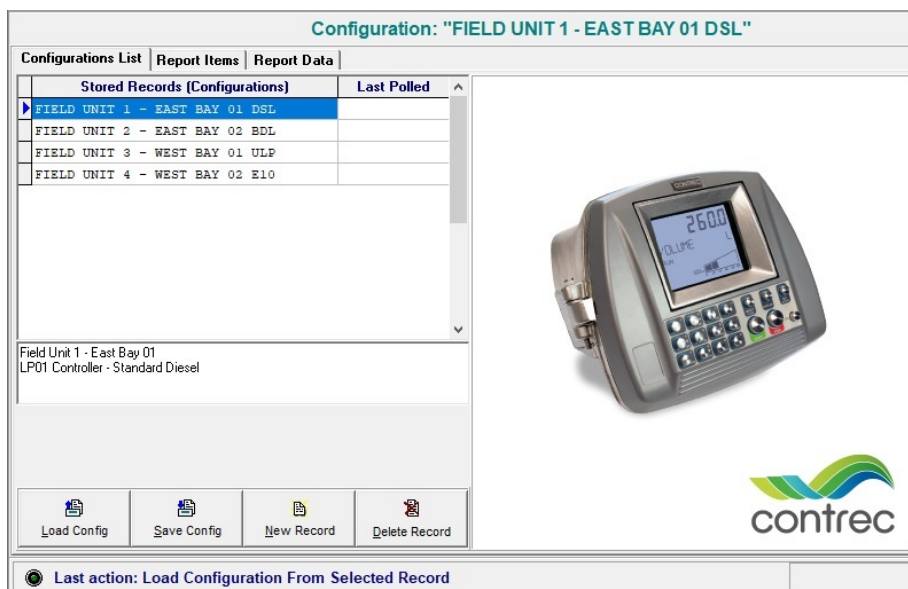 Configuration: "FIELD UNIT 1 - EAST BAY 01 DSL"
Configurations List Report Items Report Data
Stored Records (Configurations) Last Polled
FIELD UNIT 1 - EAST BAY 01 DSL
FIELD UNIT 2 - EAST BAY 02 BDL
FIELD UNIT 3 - WEST BAY 01 ULP
FIELD UNIT 4 - WEST BAY 02 E10
Field Unit 1 - East Bay 01
LP01 Controller - Standard Diesel
CONTREC
260.0
VOLUME L
contrec
Load Config Save Config New Record Delete Record
Last action: Load Configuration From Selected Record